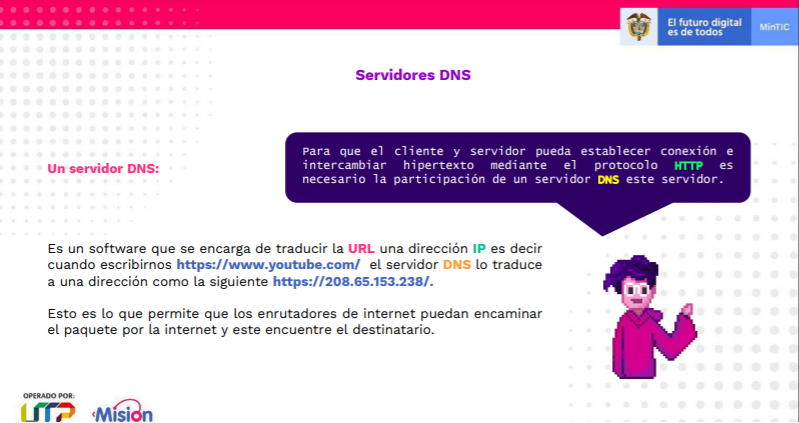 El futuro digital
es de todos
MinTIC
Servidores DNS
Para que el cliente y servidor pueda establecer conexión e
intercambiar hipertexto mediante el protocolo HTTP es
necesario la participación de un servidor DNS este servidor.
Un servidor DNS:
Es un software que se encarga de traducir la URL una dirección IP es decir
cuando escribirnos https://www.youtube.com/ el servidor DNS lo traduce
a una dirección como la siguiente https://208.65.153.238/.
Esto es lo que permite que los enrutadores de internet puedan encaminar
el paquete por la internet y este encuentre el destinatario.
OPERADO POR:
UTP
Misión